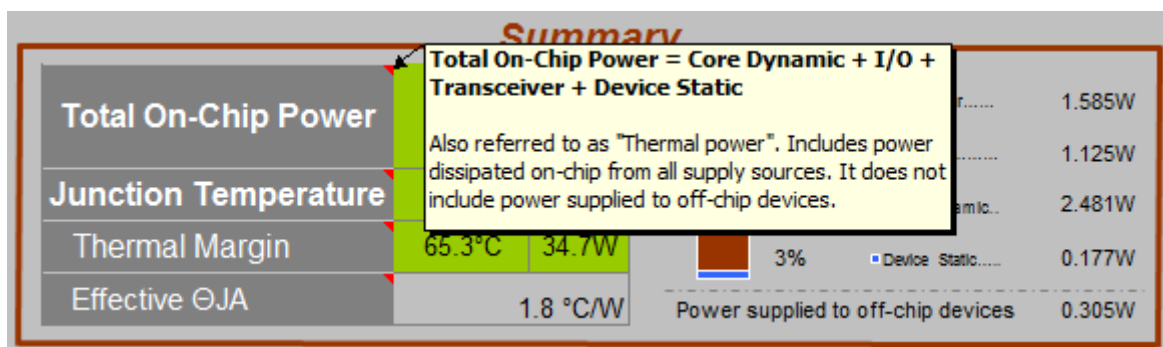 Summary
Total On-Chip Power = Core Dynamic + I/O +
Transceiver + Device Static
Also referred to as "Thermal power". Includes power
dissipated on-chip from all supply sources. It does not
include power supplied to off-chip devices.
Total On-Chip Power
Junction Temperature
Thermal Margin 65.3°C 34.7W
Effective ΘJA 1.8 °C/W
1.585W
1.125W
2.481W
3% Device Static...... 0.177W
Power supplied to off-chip devices 0.305W